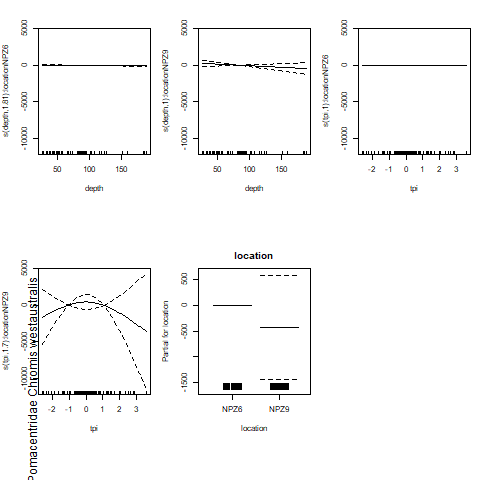 s(depth,1.81):locationNPZ6
5000
0
-5000
-10000
50
100
150
depth
s(depth,1):locationNPZ9
5000
0
-5000
-10000
50
100
150
depth
s(tpi,1):locationNPZ6
5000
0
-5000
-10000
-2
-1
0
1
2
3
tpi
s(tpi,1.7):locationNPZ9
5000
0
-5000
-10000
-2
-1
0
1
2
3
tpi
Pomacentridae Chromis westaustralis
location
Partial for location
500
0
-500
-1500
NPZ6
NPZ9
location